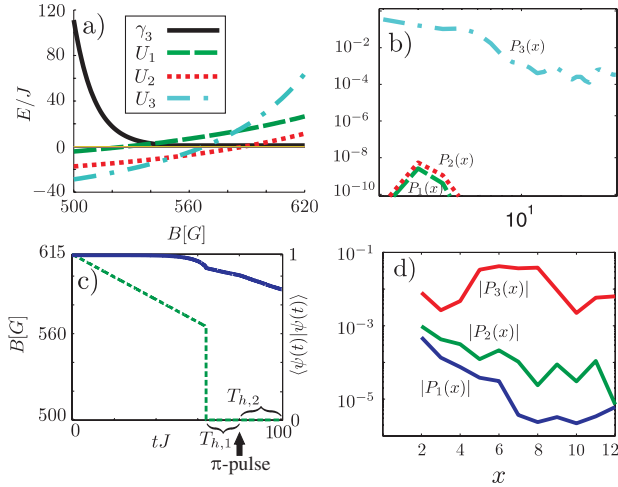 120
80
40
0
−40
E/J
a)
γ₃
U₁
U₂
U₃
500
560
620
B[G]
b)
10⁻²
10⁻⁴
10⁻⁶
10⁻⁸
10⁻¹⁰
P₃(x)
P₂(x)
P₁(x)
10¹
615
560
500
B[G]
c)
1
0
⟨ψ(t)|ψ(t)⟩
T_{h,2}
T_{h,1}
0
tJ
100
π-pulse
d)
10⁻¹
10⁻³
10⁻⁵
|P₃(x)|
|P₂(x)|
|P₁(x)|
2 4 6 8 10 12
x